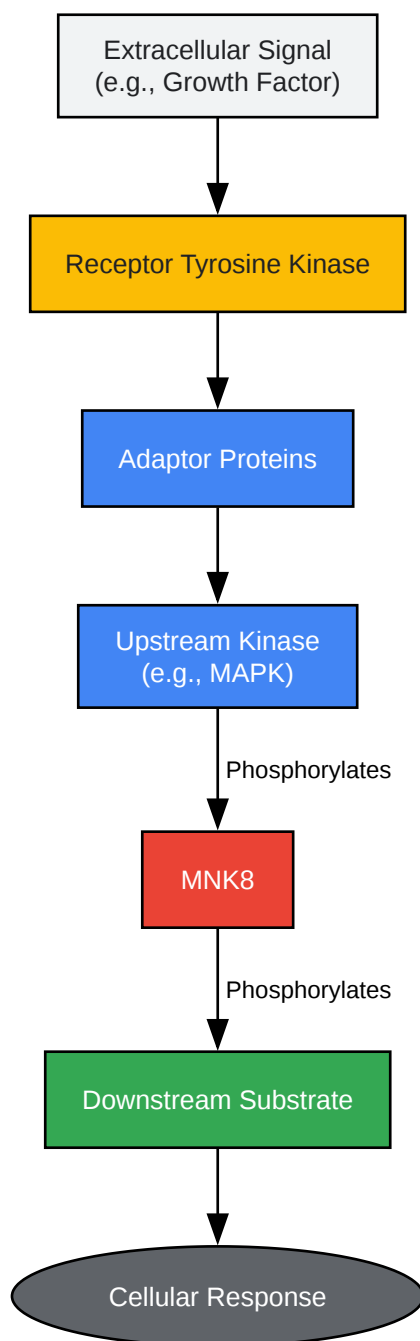 Extracellular Signal
(e.g., Growth Factor)
Receptor Tyrosine Kinase
Adaptor Proteins
Upstream Kinase
(e.g., MAPK)
Phosphorylates
MNK8
Phosphorylates
Downstream Substrate
Cellular Response